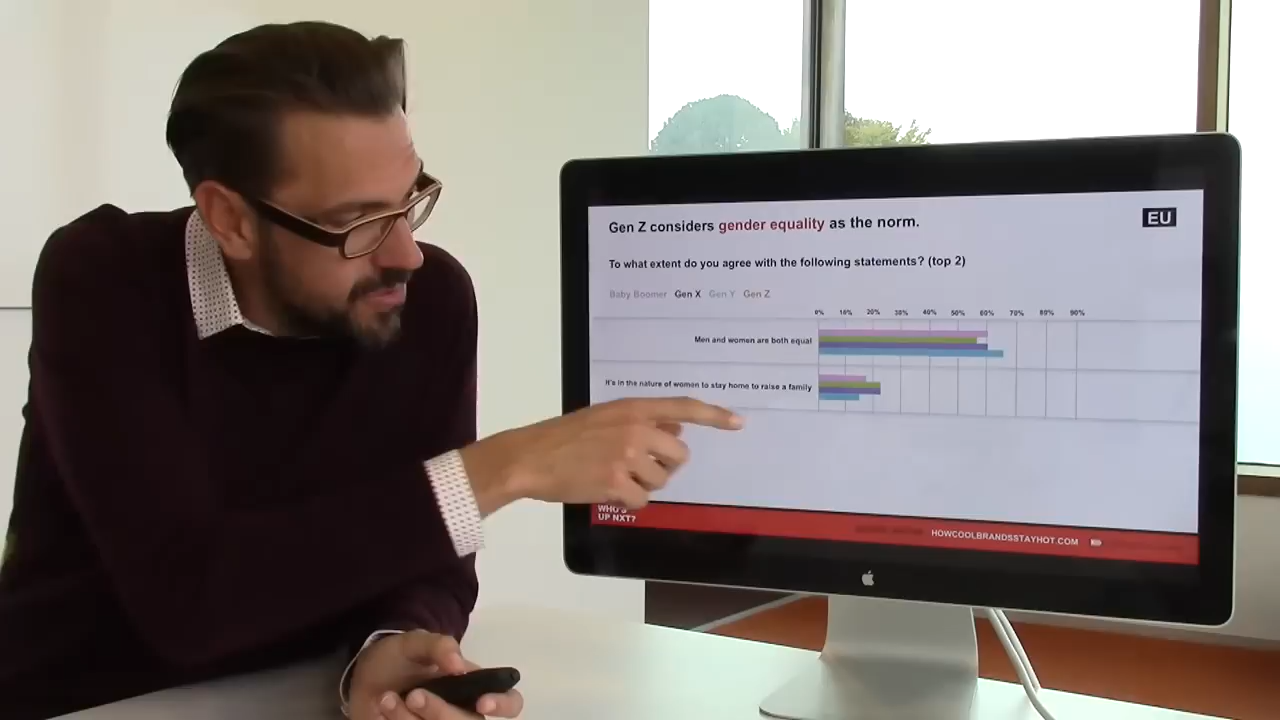 Gen Z considers gender equality as the norm.
EU
To what extent do you agree with the following statements? (top 2)
Baby Boomer Gen X Gen Y Gen Z
0% 10% 20% 30% 40% 50% 60% 70% 80% 90%
Men and women are both equal
It's in the nature of women to stay home to raise a family
WHO'S
UP NXT?
HOWCOOLBRANDSSTAYHOT.COM